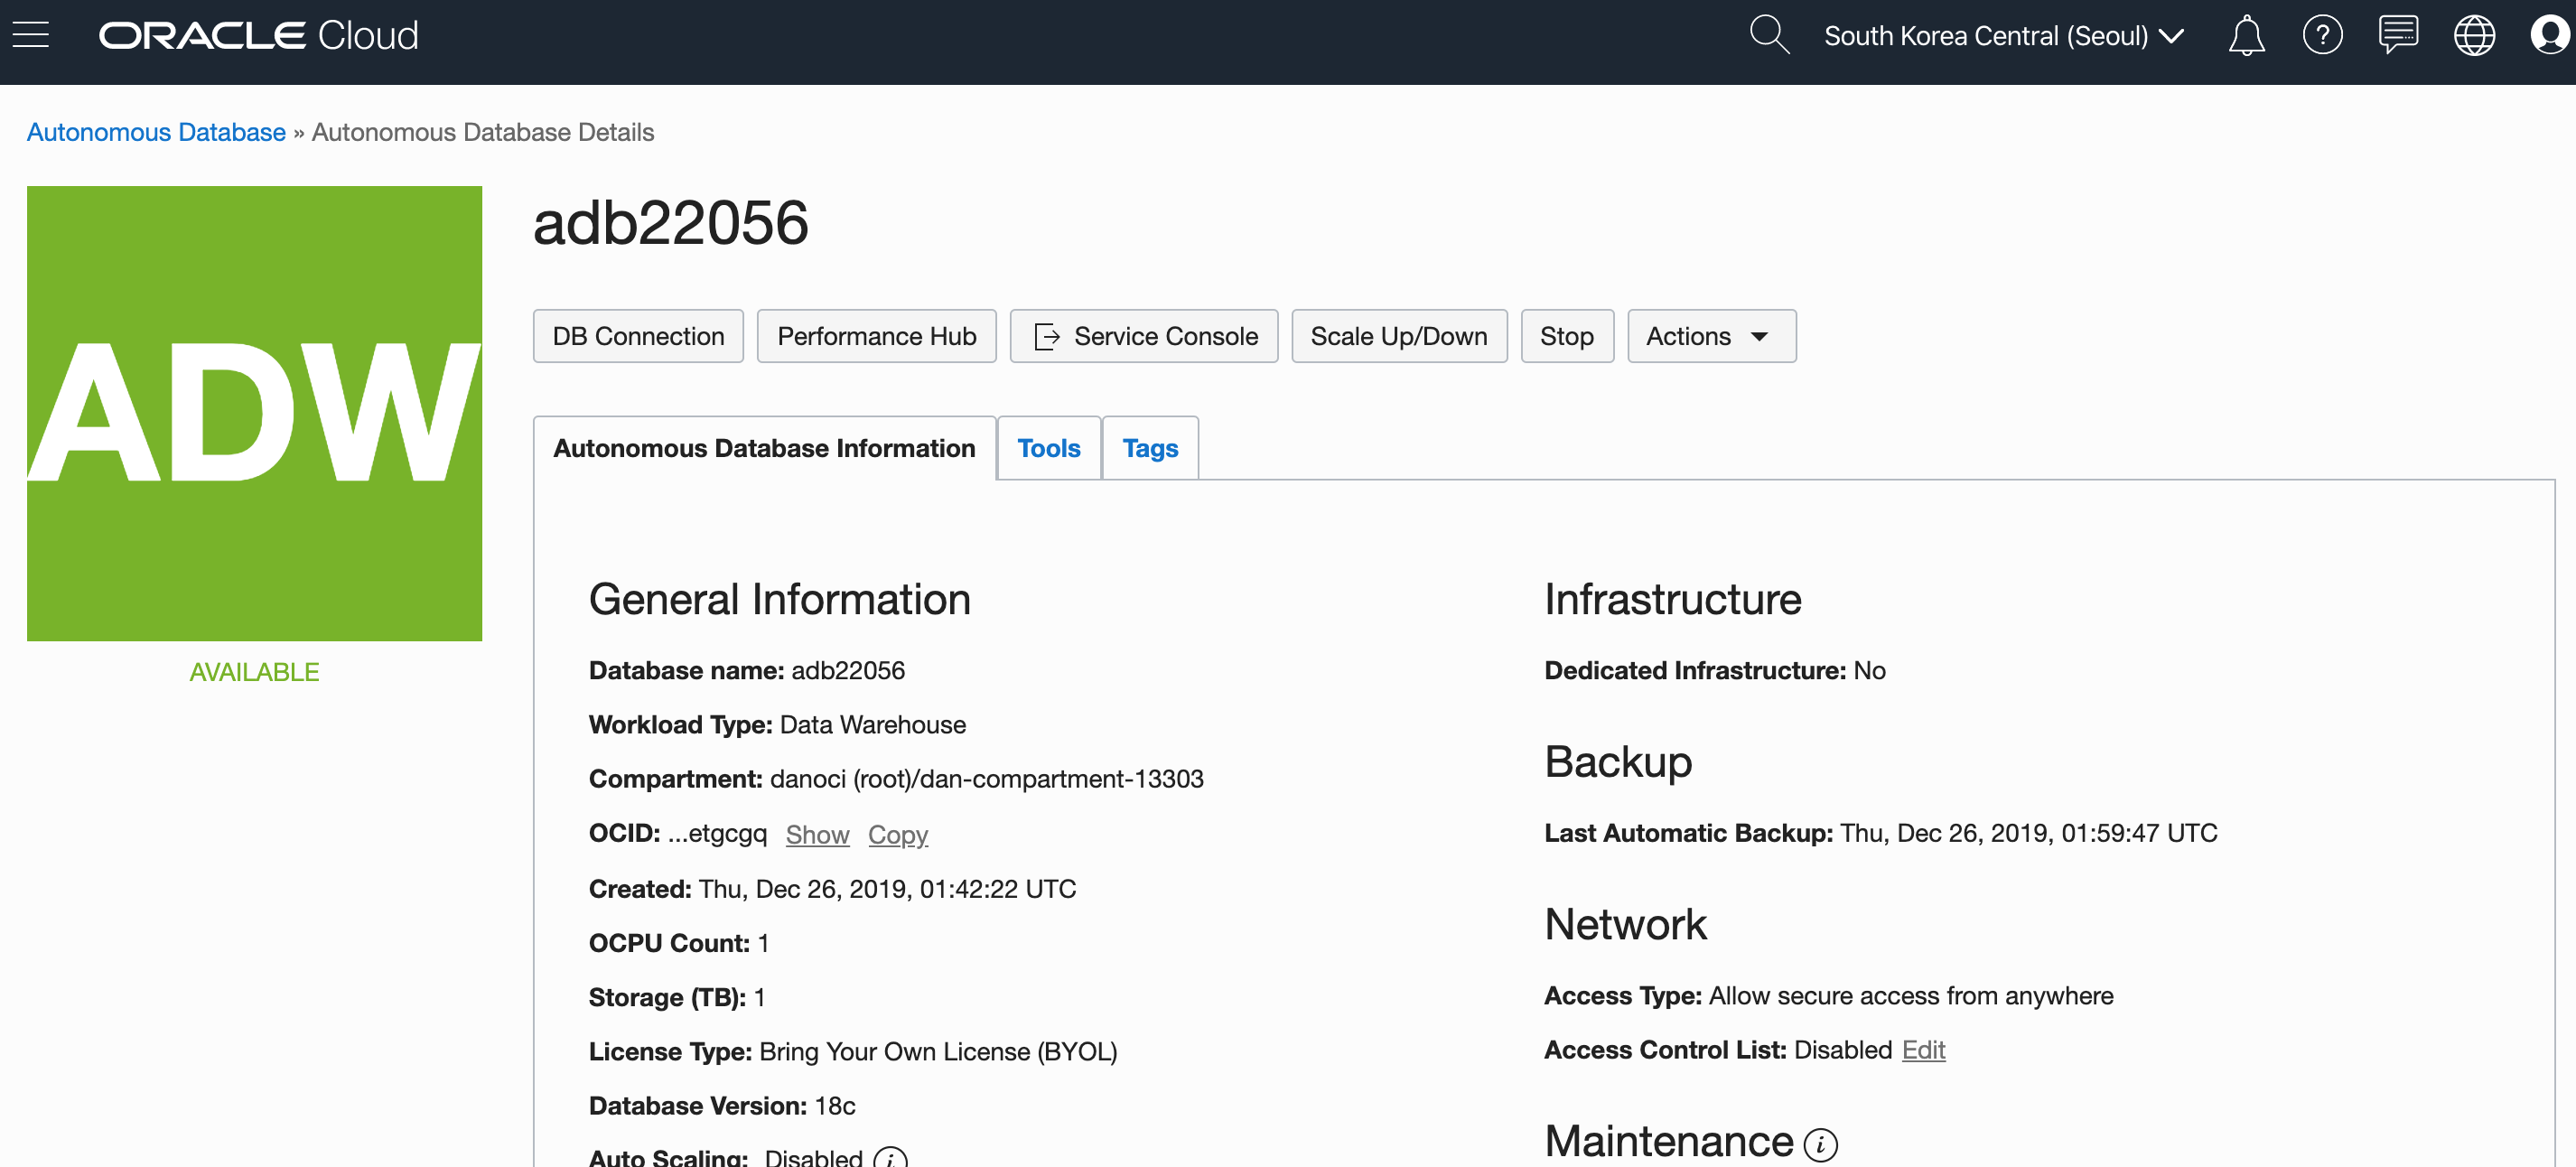 ORACLE Cloud
South Korea Central (Seoul)
Autonomous Database » Autonomous Database Details
ADW
AVAILABLE
adb22056
DB Connection
Performance Hub
Service Console
Scale Up/Down
Stop
Actions
Autonomous Database Information
Tools
Tags
General Information
Database name: adb22056
Workload Type: Data Warehouse
Compartment: danoci (root)/dan-compartment-13303
OCID: ...etgcgq Show Copy
Created: Thu, Dec 26, 2019, 01:42:22 UTC
OCPU Count: 1
Storage (TB): 1
License Type: Bring Your Own License (BYOL)
Database Version: 18c
Auto Scaling: Disabled i
Infrastructure
Dedicated Infrastructure: No
Backup
Last Automatic Backup: Thu, Dec 26, 2019, 01:59:47 UTC
Network
Access Type: Allow secure access from anywhere
Access Control List: Disabled Edit
Maintenance i